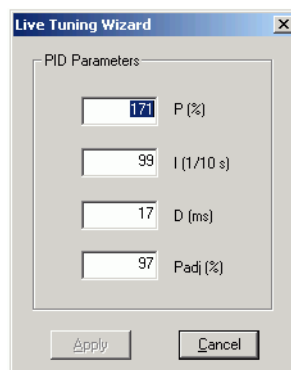 Live Tuning Wizard
PID Parameters
171 P (%)
99 I (1/10 s)
17 D (ms)
97 Padj (%)
Apply Cancel